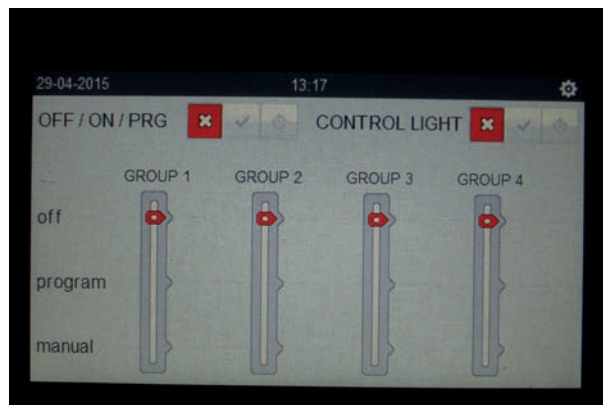 29-04-2015 13:17
OFF / ON / PRG CONTROL LIGHT
GROUP 1 GROUP 2 GROUP 3 GROUP 4
off
program
manual